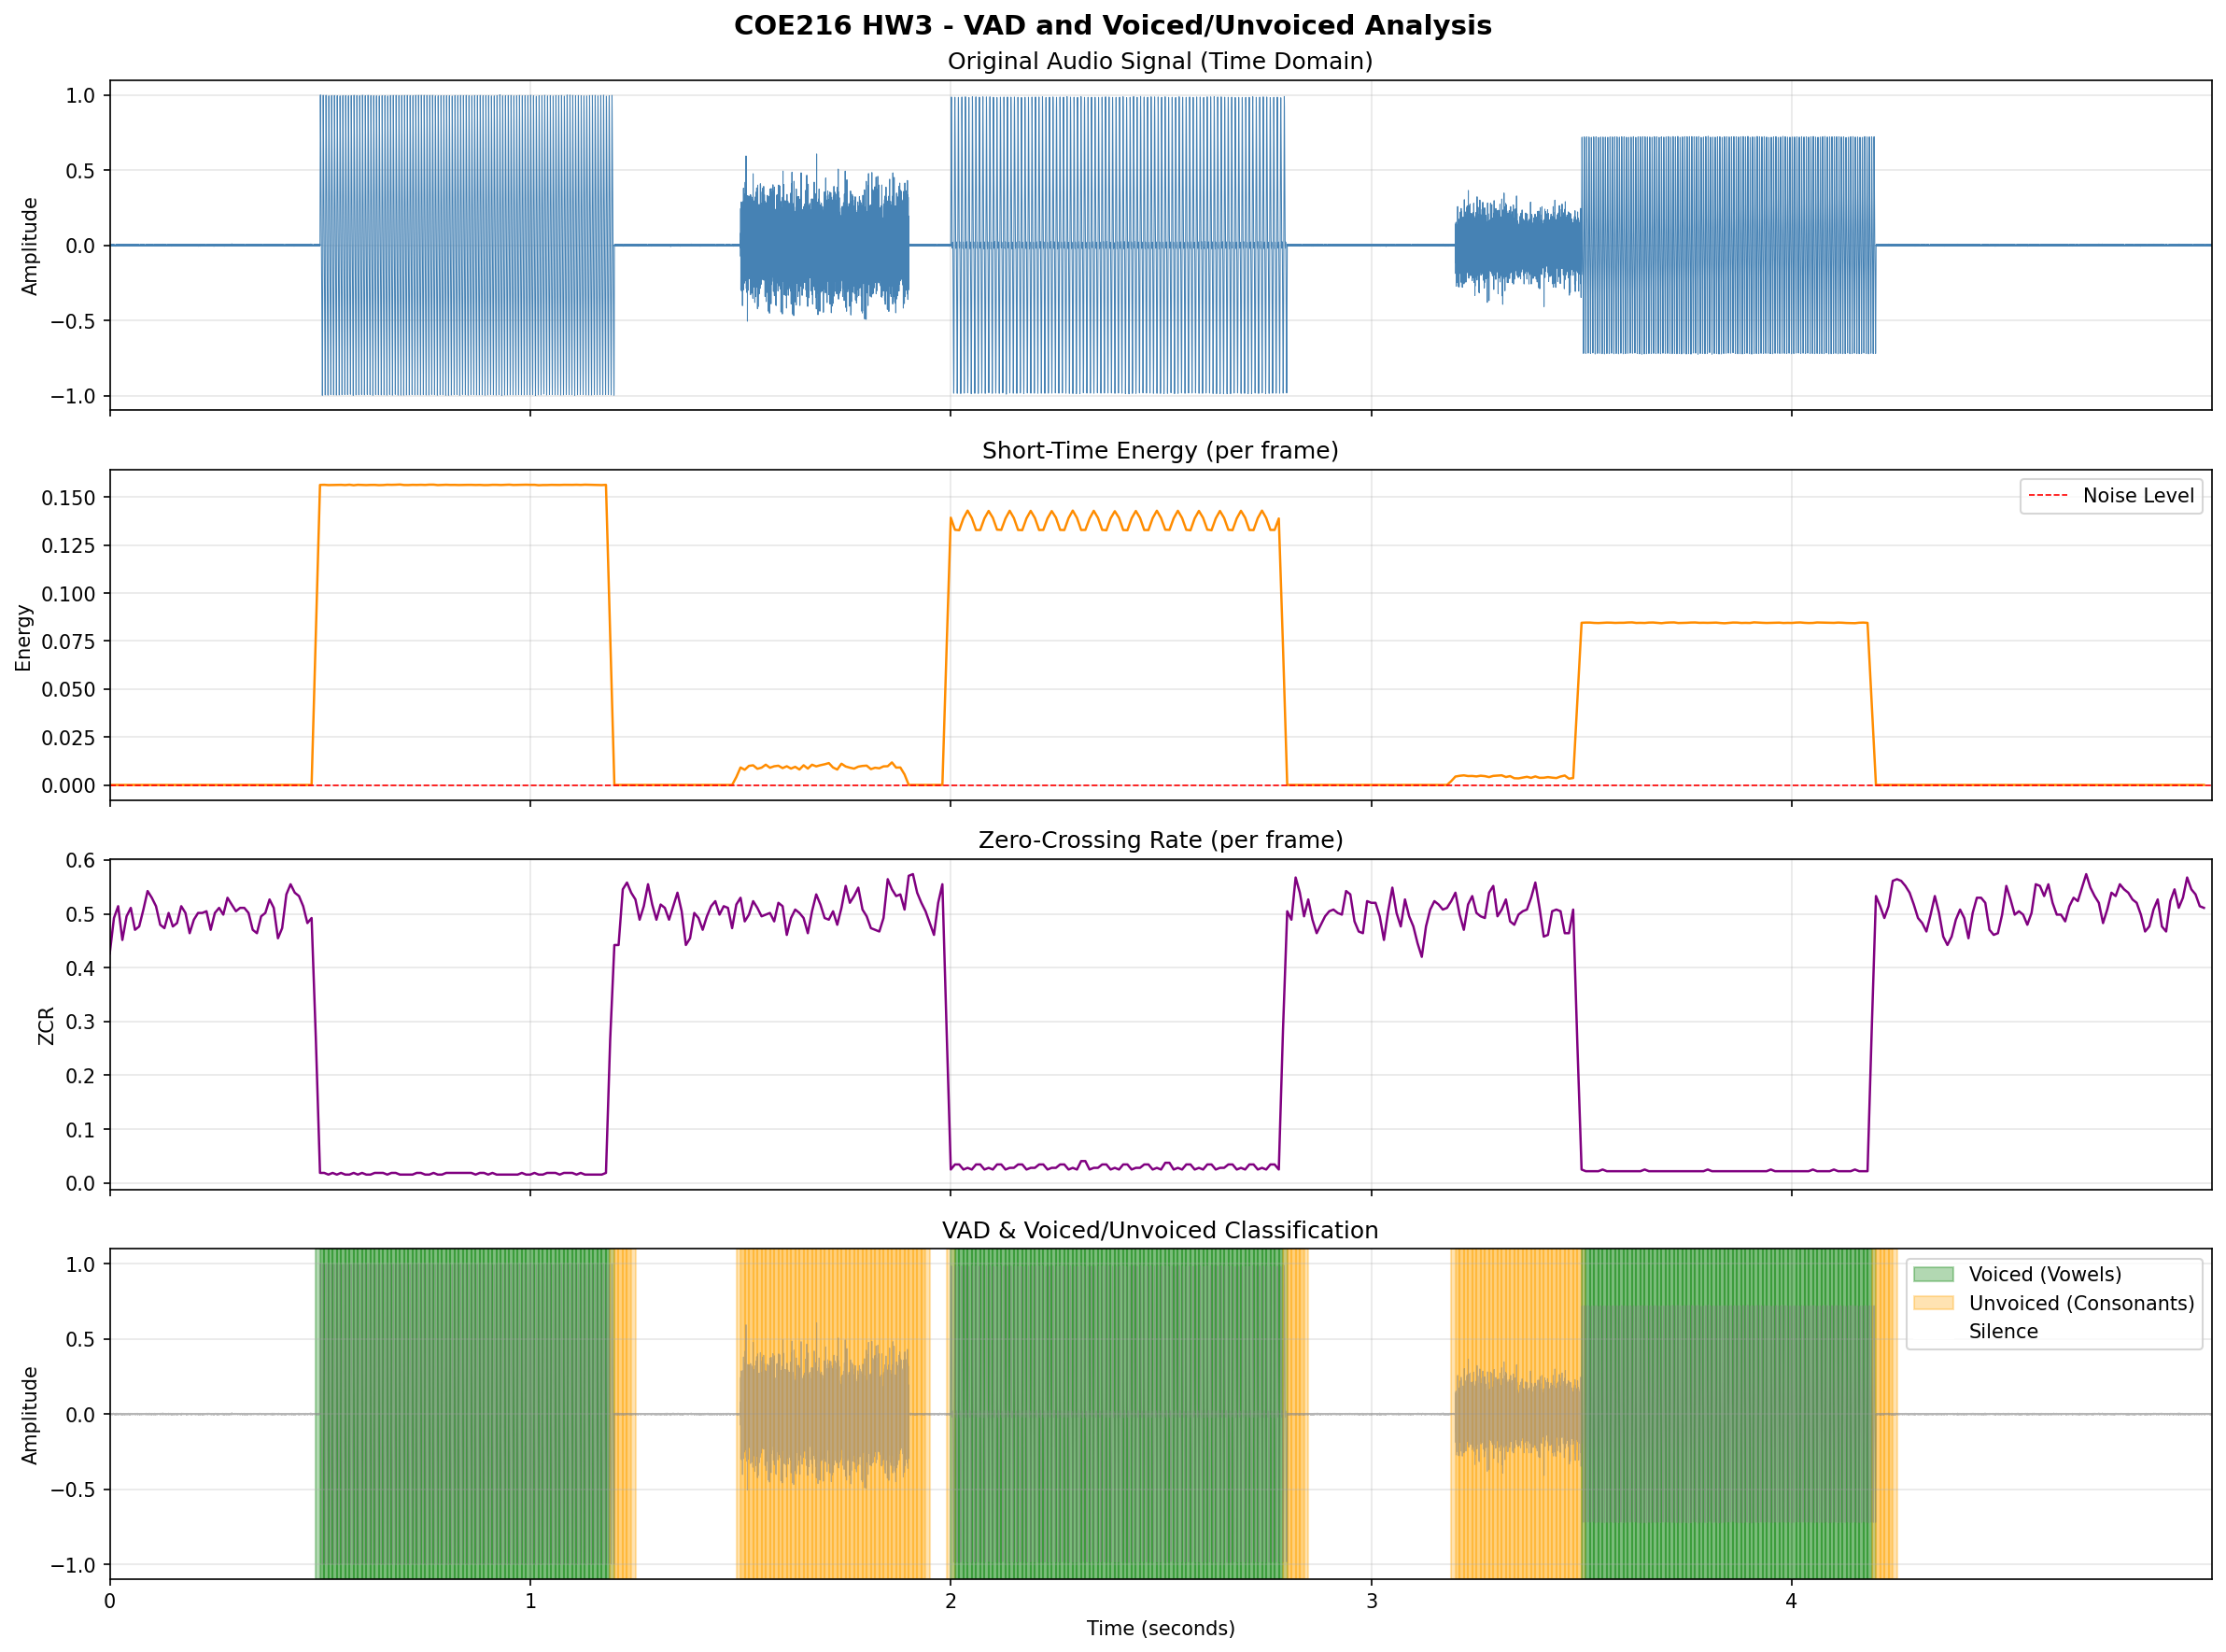 COE216 HW3 - VAD and Voiced/Unvoiced Analysis
Original Audio Signal (Time Domain)
1.0
0.5
0.0
−0.5
−1.0
Amplitude
Short-Time Energy (per frame)
0.150
0.125
0.100
0.075
0.050
0.025
0.000
Energy
Noise Level
Zero-Crossing Rate (per frame)
0.6
0.5
0.4
0.3
0.2
0.1
0.0
ZCR
VAD & Voiced/Unvoiced Classification
1.0
0.5
0.0
−0.5
−1.0
Amplitude
Voiced (Vowels)
Unvoiced (Consonants)
Silence
0 1 2 3 4
Time (seconds)